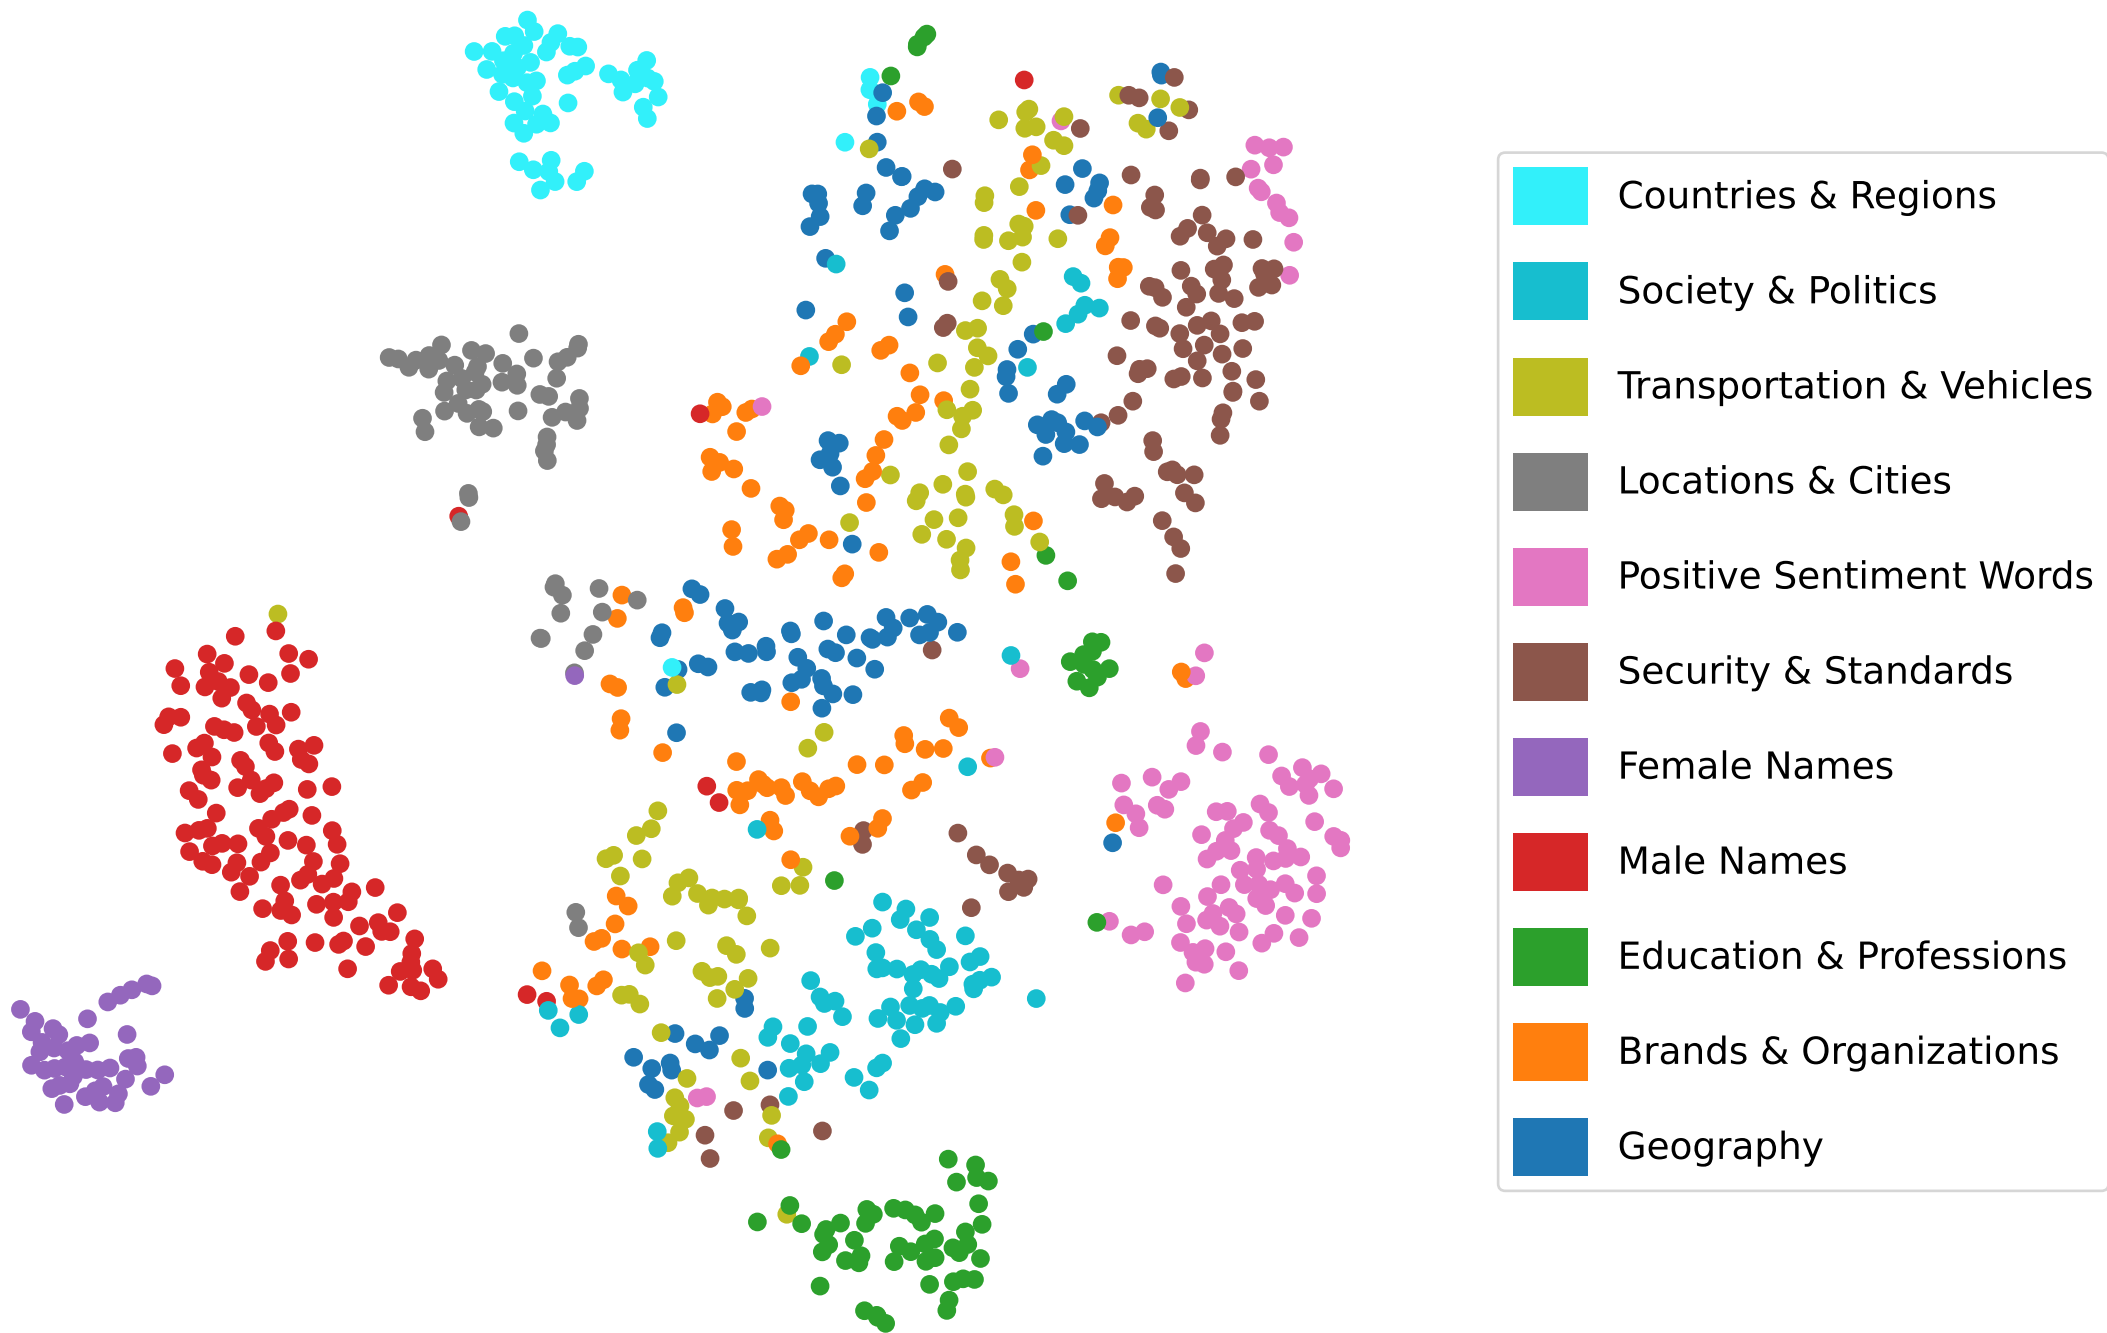 Countries & Regions
Society & Politics
Transportation & Vehicles
Locations & Cities
Positive Sentiment Words
Security & Standards
Female Names
Male Names
Education & Professions
Brands & Organizations
Geography